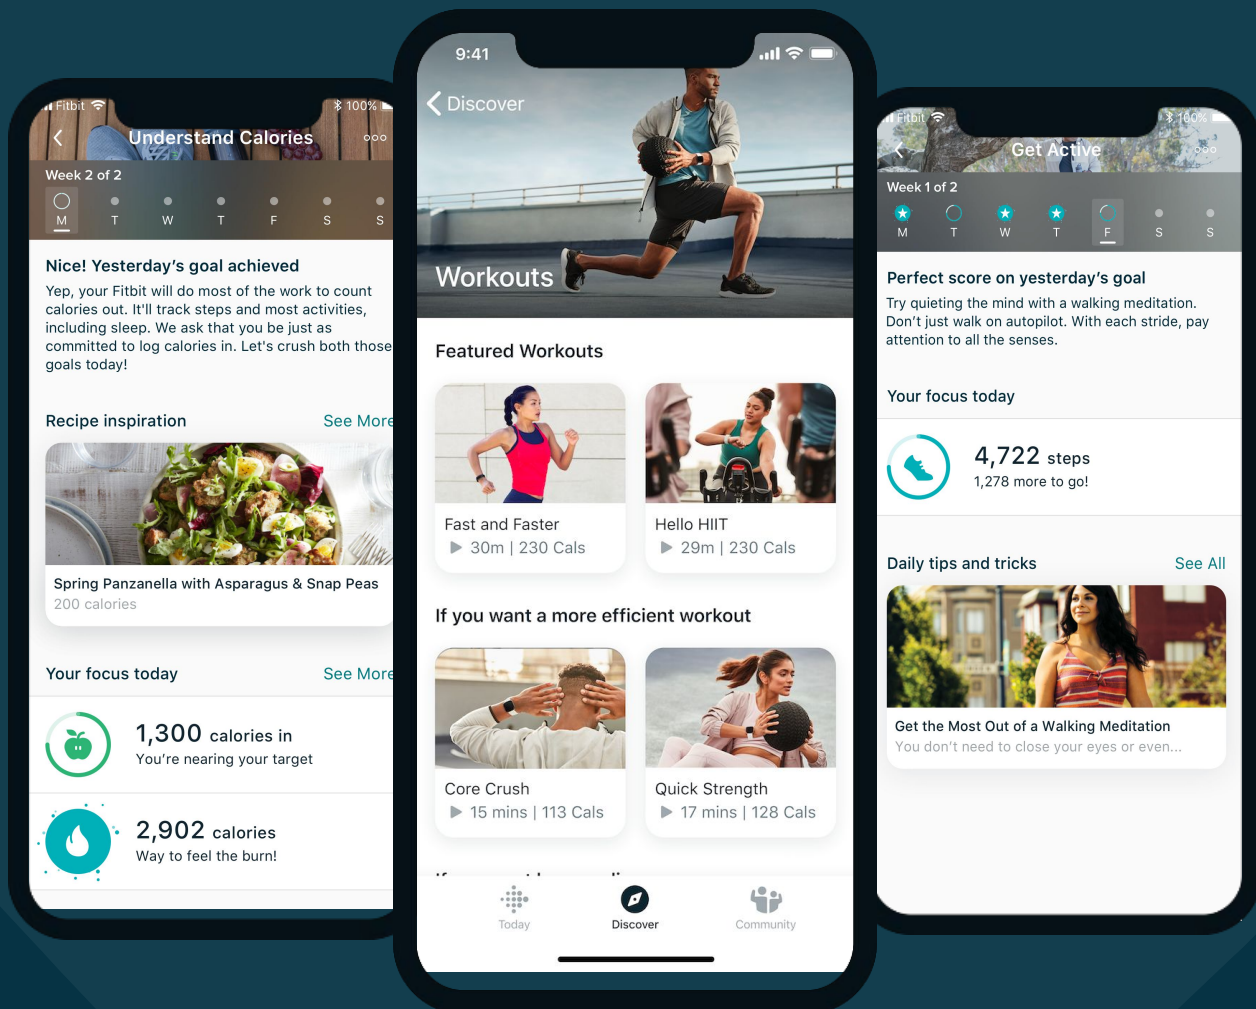 Fitbit
100%
Understand Calories
Week 2 of 2
M T W T F S S
Nice! Yesterday's goal achieved
Yep, your Fitbit will do most of the work to count
calories out. It'll track steps and most activities,
including sleep. We ask that you be just as
committed to log calories in. Let's crush both those
goals today!
Recipe inspiration
See More
Spring Panzanella with Asparagus & Snap Peas
200 calories
Your focus today
See More
1,300 calories in
You're nearing your target
2,902 calories
Way to feel the burn!
9:41
Discover
Workouts
Featured Workouts
Fast and Faster
30m | 230 Cals
Hello HIIT
29m | 230 Cals
If you want a more efficient workout
Core Crush
15 mins | 113 Cals
Quick Strength
17 mins | 128 Cals
Today
Discover
Community
Fitbit
100%
Get Active
Week 1 of 2
M T W T F S S
Perfect score on yesterday's goal
Try quieting the mind with a walking meditation.
Don't just walk on autopilot. With each stride, pay
attention to all the senses.
Your focus today
4,722 steps
1,278 more to go!
Daily tips and tricks
See All
Get the Most Out of a Walking Meditation
You don't need to close your eyes or even...